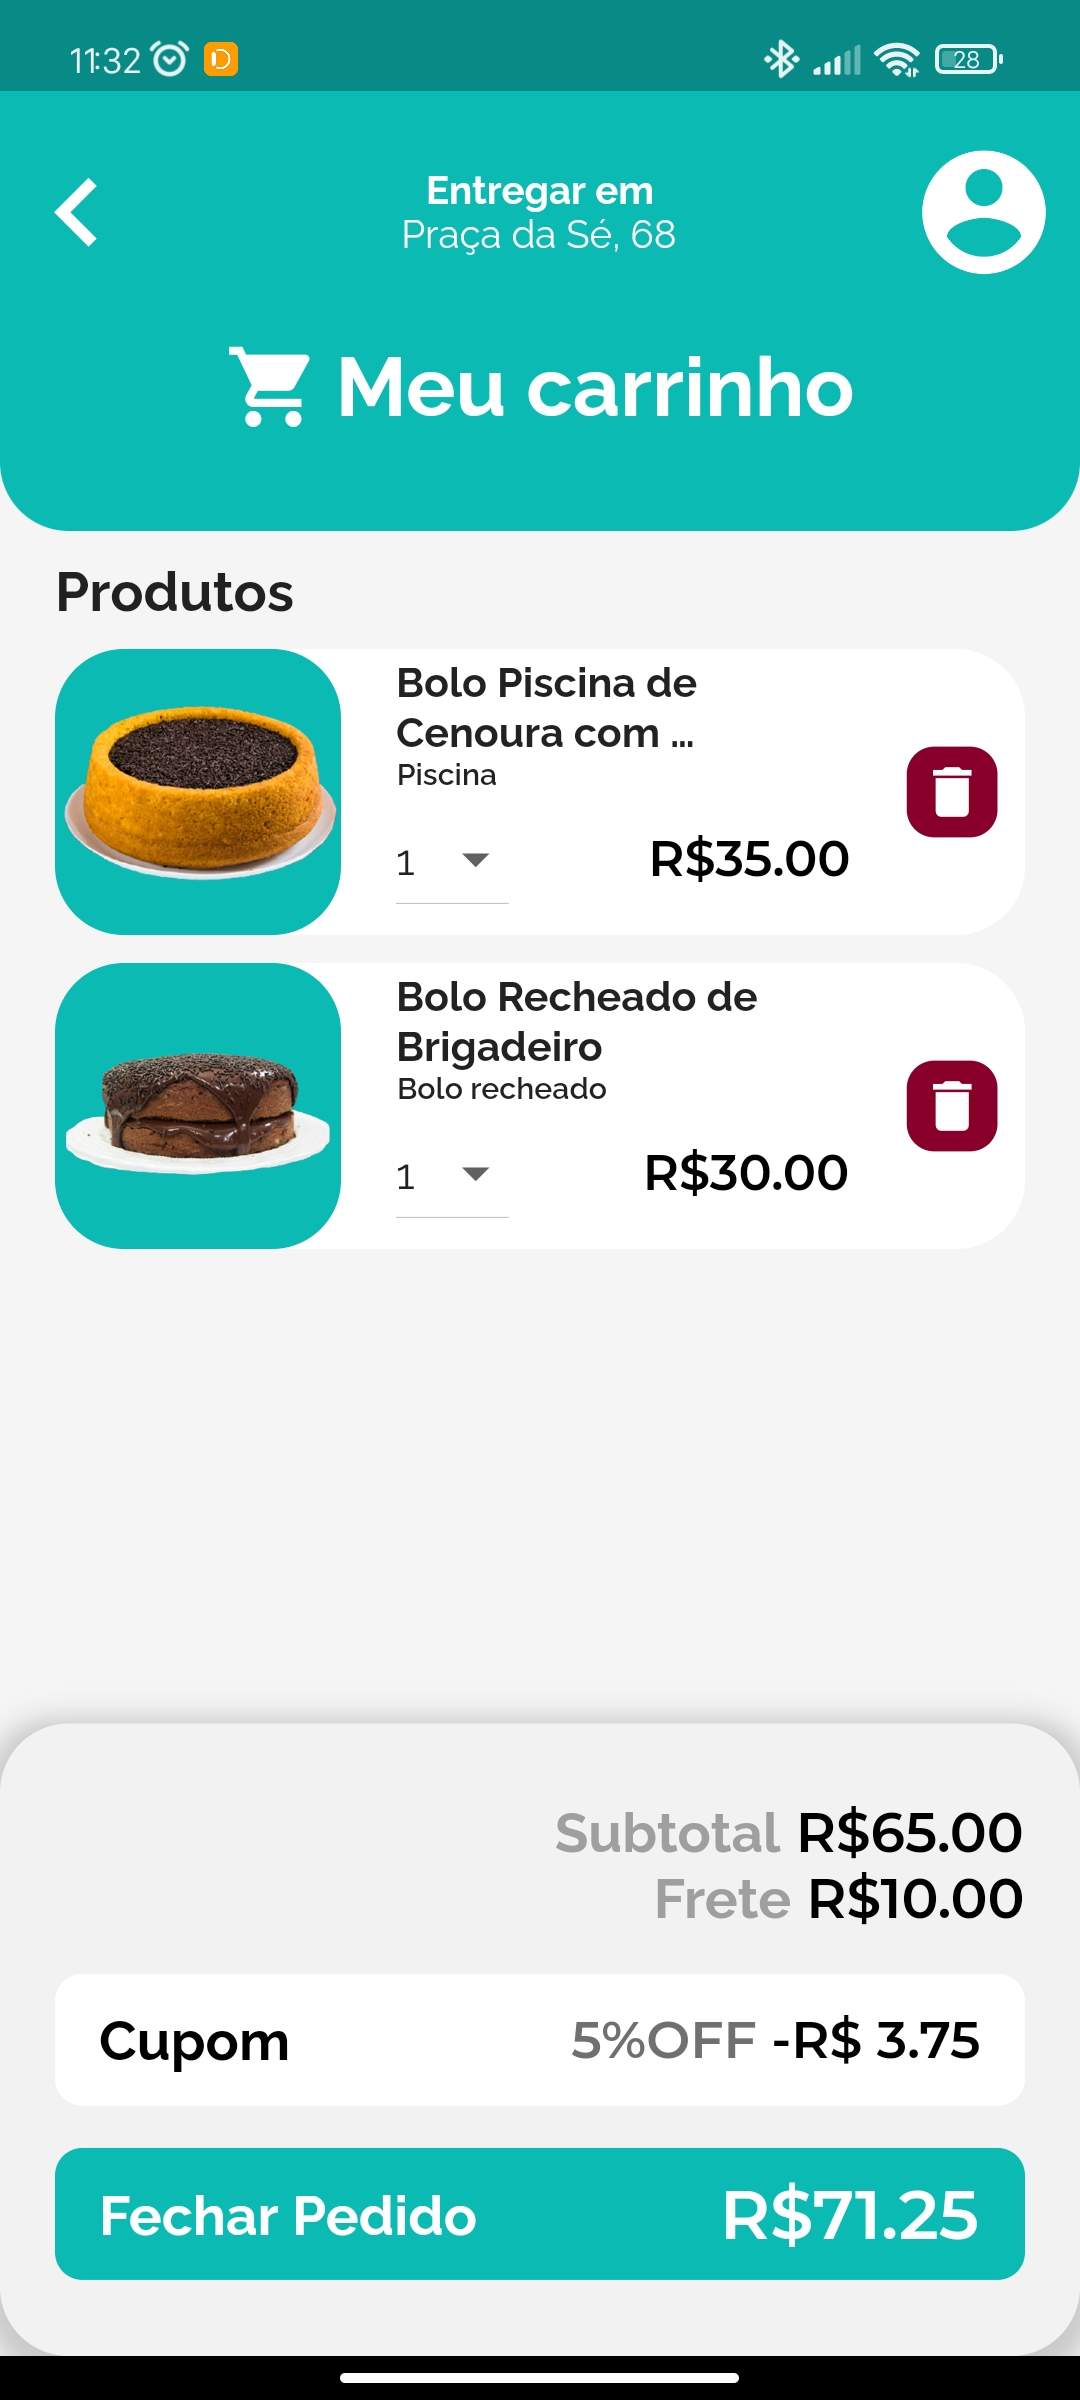 11:32
28
Entregar em
Praça da Sé, 68
Meu carrinho
Produtos
Bolo Piscina de
Cenoura com ...
Piscina
1
R$35.00
Bolo Recheado de
Brigadeiro
Bolo recheado
1
R$30.00
Subtotal R$65.00
Frete R$10.00
Cupom 5%OFF -R$ 3.75
Fechar Pedido R$71.25